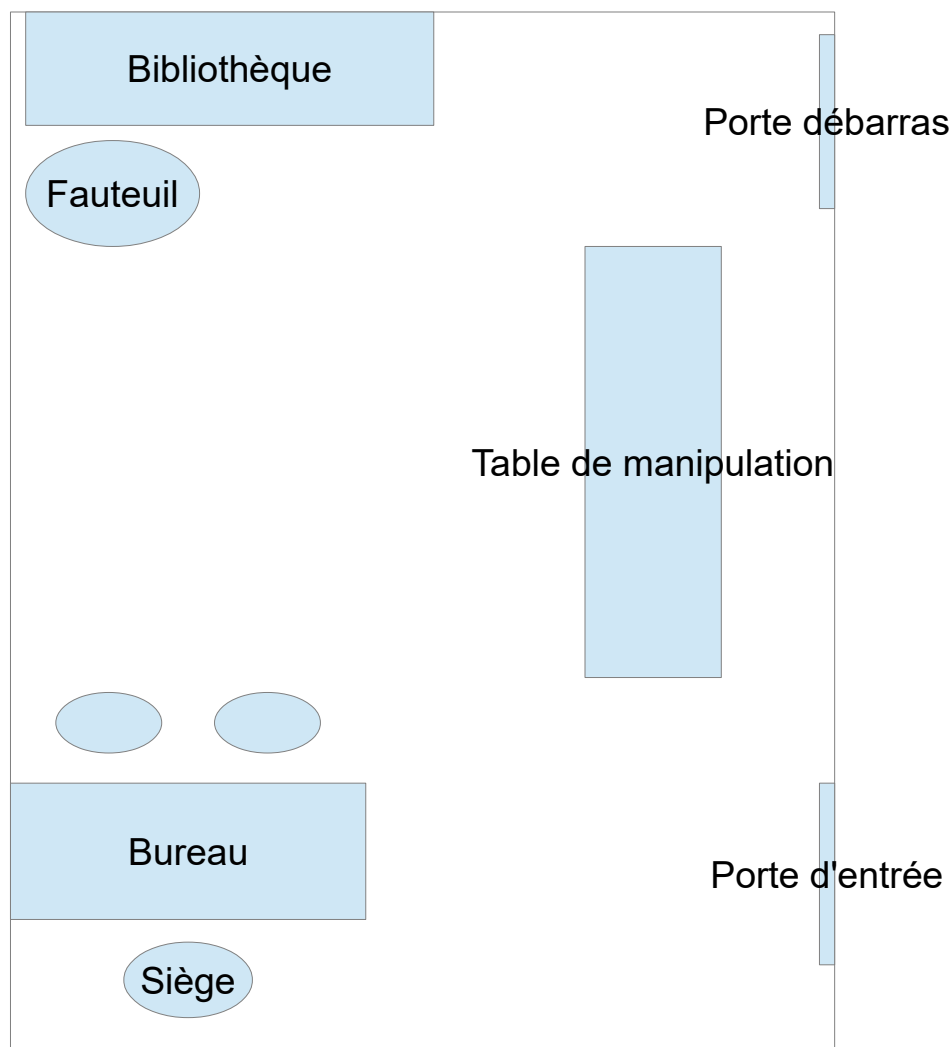 Bibliothèque
Porte débarras
Fauteuil
Table de manipulation
Bureau
Porte d'entrée
Siège